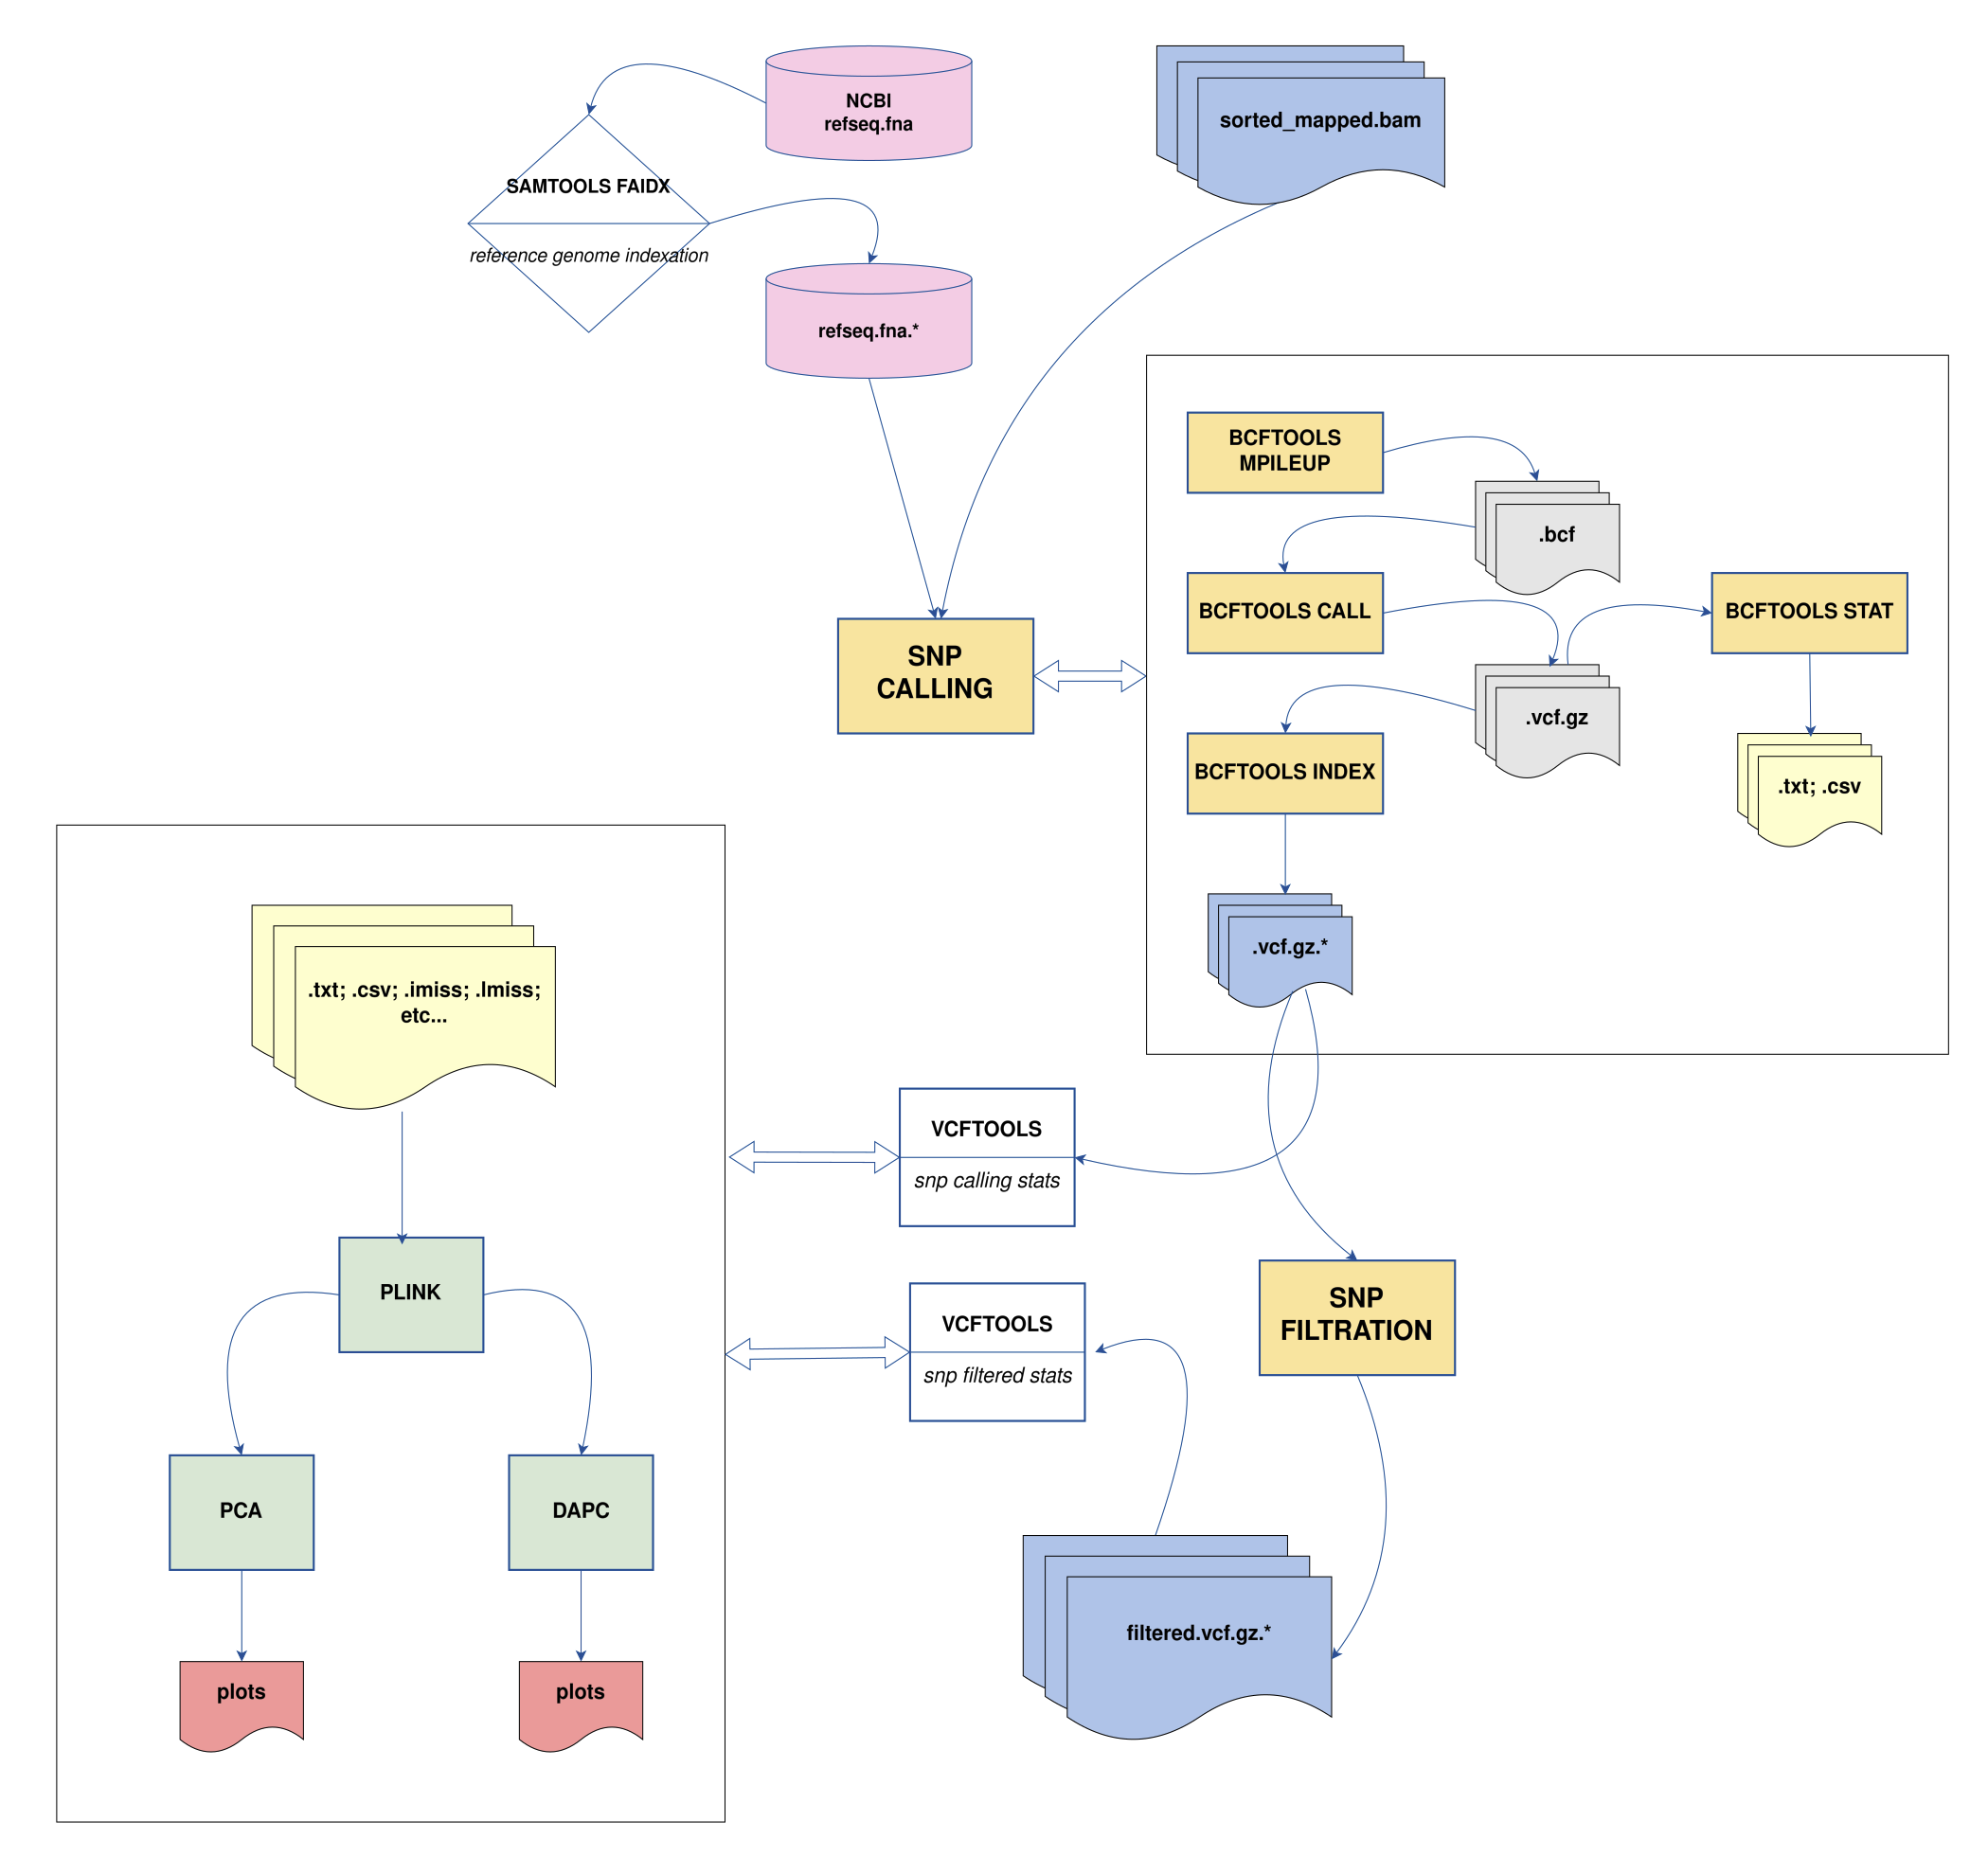 NCBI
refseq.fna
sorted_mapped.bam
SAMTOOLS FAIDX
reference genome indexation
refseq.fna.*
BCFTOOLS
MPILEUP
.bcf
BCFTOOLS CALL
BCFTOOLS STAT
SNP
CALLING
.vcf.gz
BCFTOOLS INDEX
.txt; .csv
.vcf.gz.*
.txt; .csv; .imiss; .lmiss;
etc...
VCFTOOLS
snp calling stats
PLINK
SNP
FILTRATION
VCFTOOLS
snp filtered stats
PCA
DAPC
filtered.vcf.gz.*
plots
plots